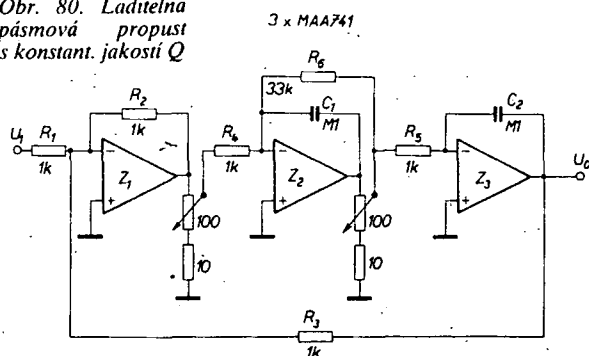 Obr. 80. Laditelná
pásmová propust
s konstant. jakostí Q
3 x MAA741
R6
33k
R2
1k
C1
M1
C2
M1
U1
R1
1k
R4
1k
R5
1k
Z1
Z2
Z3
U0
100
100
10
10
R3
1k